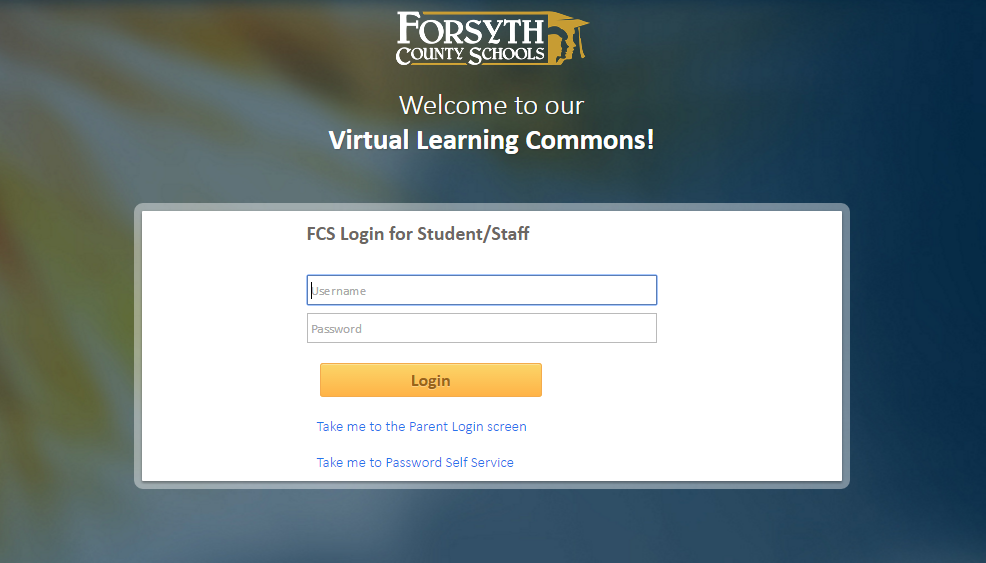 FORSYTH
COUNTY SCHOOLS
Welcome to our
Virtual Learning Commons!
FCS Login for Student/Staff
Username
Password
Login
Take me to the Parent Login screen
Take me to Password Self Service